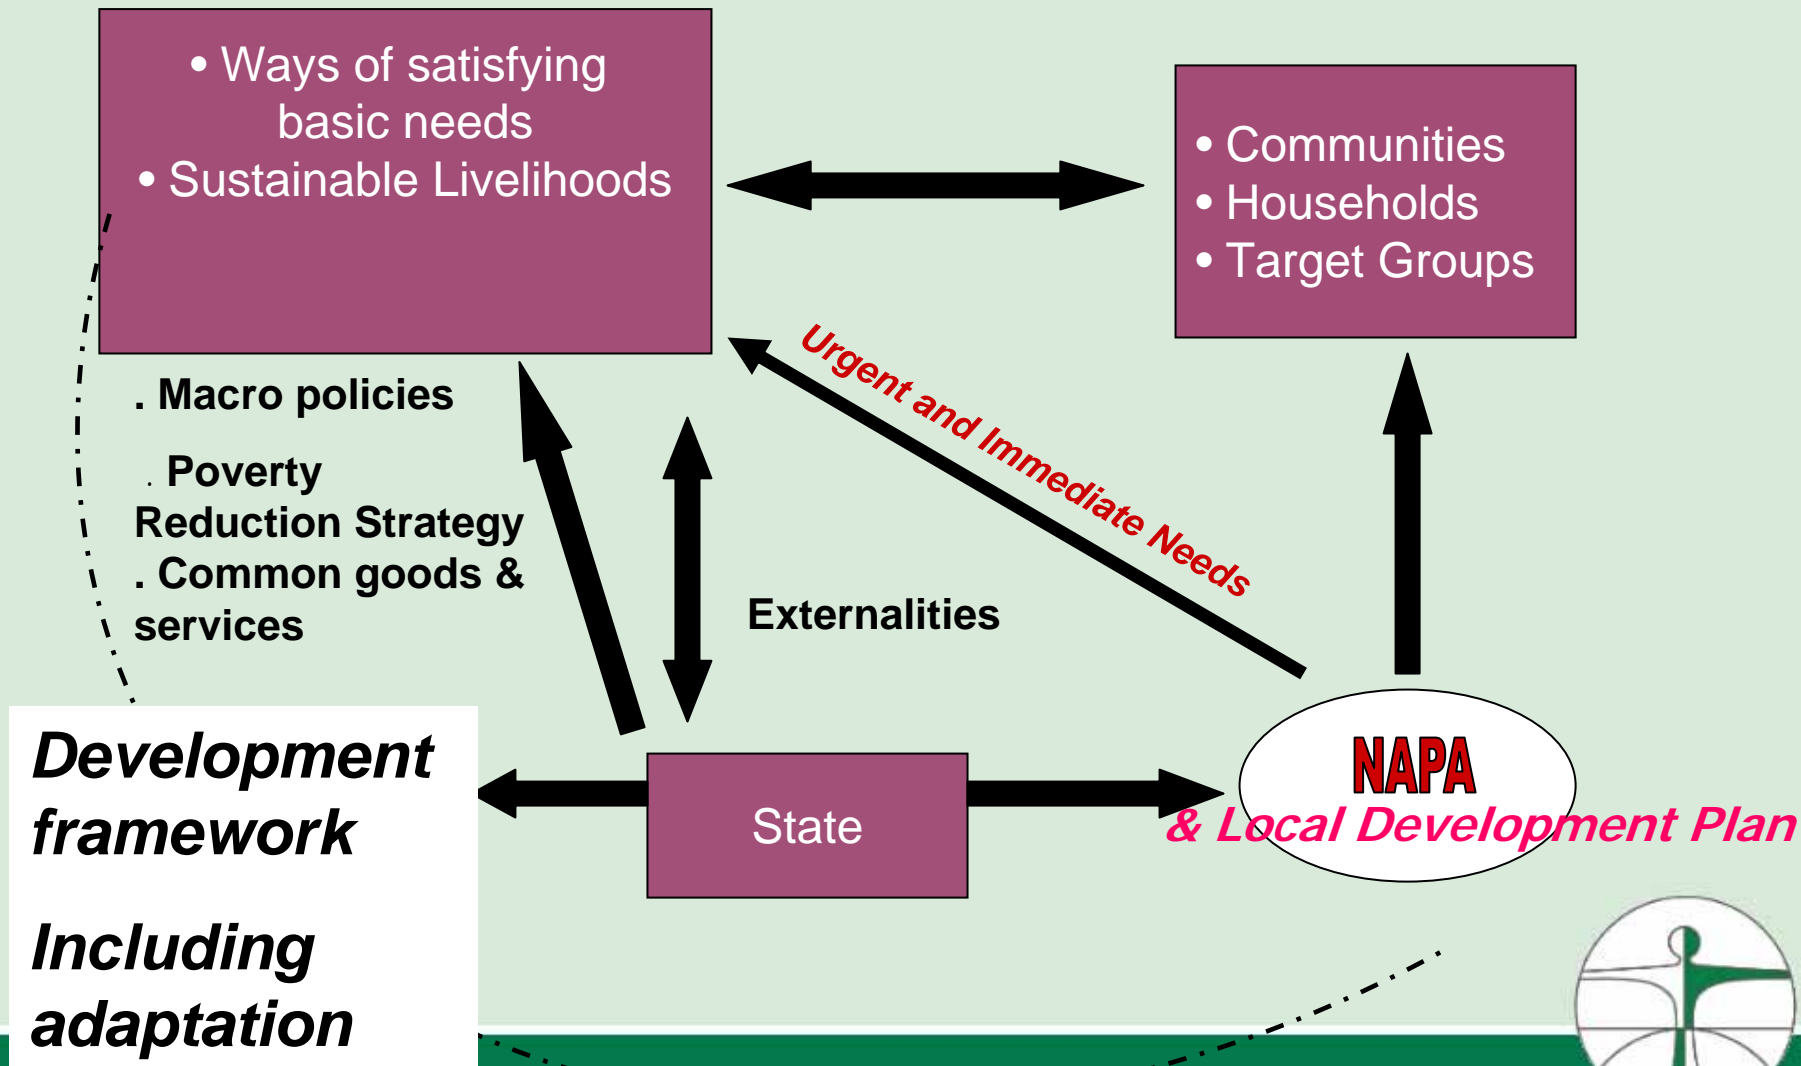 • Ways of satisfying
basic needs
• Sustainable Livelihoods
• Communities
• Households
• Target Groups
Urgent and Immediate Needs
. Macro policies
. Poverty
Reduction Strategy
. Common goods &
services
Externalities
Development
framework
Including
adaptation
State
NAPA
& Local Development Plan